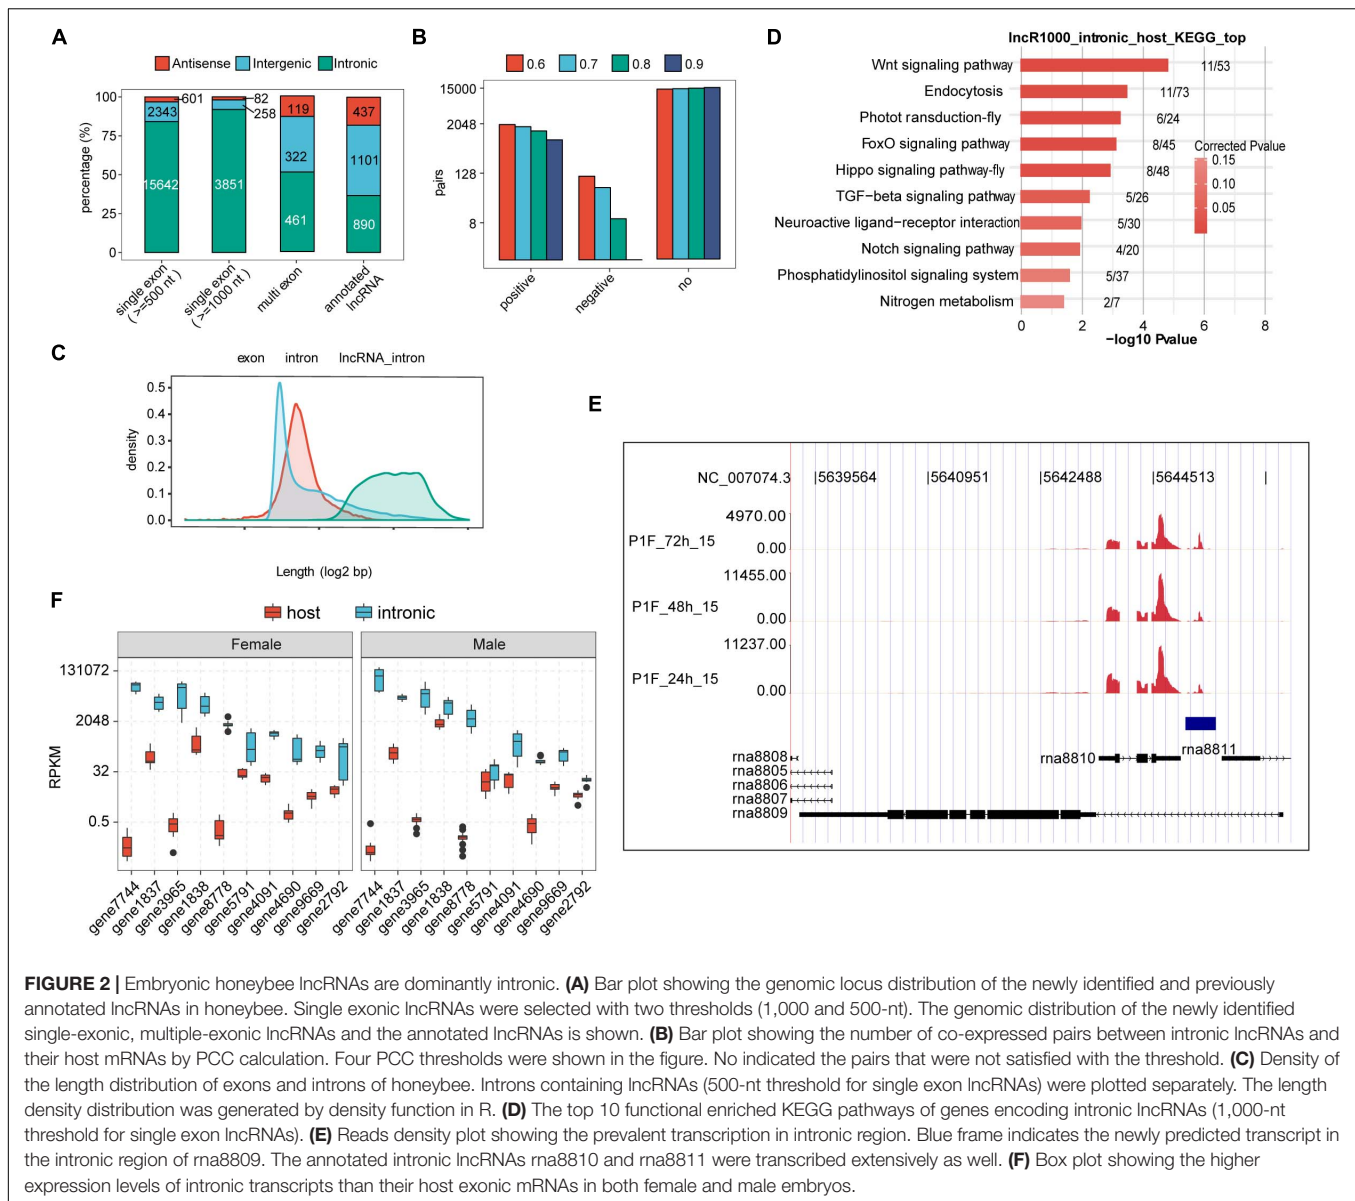 A
Antisense Intergenic Intronic
percentage (%)
100
75
50
25
0
601
2343
15642
82
258
3851
119
322
461
437
1101
890
single exon (>=500 nt)
single exon (>=1000 nt)
multi exon
annotated lncRNA
B
0.6 0.7 0.8 0.9
pairs
15000
2048
128
8
positive
negative
no
D
lncR1000_intronic_host_KEGG_top
Wnt signaling pathway 11/53
Endocytosis 11/73
Photot ransduction-fly 6/24
FoxO signaling pathway 8/45
Hippo signaling pathway-fly 8/48
TGF-beta signaling pathway 5/26
Neuroactive ligand-receptor interaction 5/30
Notch signaling pathway 4/20
Phosphatidylinositol signaling system 5/37
Nitrogen metabolism 2/7
Corrected Pvalue
0.15
0.10
0.05
0 2 4 6 8
-log10 Pvalue
C
exon intron lncRNA_intron
density
0.5
0.4
0.3
0.2
0.1
0.0
Length (log2 bp)
E
NC_007074.3 |5639564 |5640951 |5642488 |5644513 |
4970.00
P1F_72h_15
0.00
11455.00
P1F_48h_15
0.00
11237.00
P1F_24h_15
0.00
rna8808
rna8805
rna8806
rna8807
rna8809
rna8810
rna8811
F
host intronic
Female Male
RPKM
131072
2048
32
0.5
gene7744 gene1837 gene3965 gene1838 gene8778 gene5791 gene4091 gene4690 gene9669 gene2792
gene7744 gene1837 gene3965 gene1838 gene8778 gene5791 gene4091 gene4690 gene9669 gene2792
FIGURE 2 | Embryonic honeybee lncRNAs are dominantly intronic. (A) Bar plot showing the genomic locus distribution of the newly identified and previously
annotated lncRNAs in honeybee. Single exonic lncRNAs were selected with two thresholds (1,000 and 500-nt). The genomic distribution of the newly identified
single-exonic, multiple-exonic lncRNAs and the annotated lncRNAs is shown. (B) Bar plot showing the number of co-expressed pairs between intronic lncRNAs and
their host mRNAs by PCC calculation. Four PCC thresholds were shown in the figure. No indicated the pairs that were not satisfied with the threshold. (C) Density of
the length distribution of exons and introns of honeybee. Introns containing lncRNAs (500-nt threshold for single exon lncRNAs) were plotted separately. The length
density distribution was generated by density function in R. (D) The top 10 functional enriched KEGG pathways of genes encoding intronic lncRNAs (1,000-nt
threshold for single exon lncRNAs). (E) Reads density plot showing the prevalent transcription in intronic region. Blue frame indicates the newly predicted transcript in
the intronic region of rna8809. The annotated intronic lncRNAs rna8810 and rna8811 were transcribed extensively as well. (F) Box plot showing the higher
expression levels of intronic transcripts than their host exonic mRNAs in both female and male embryos.